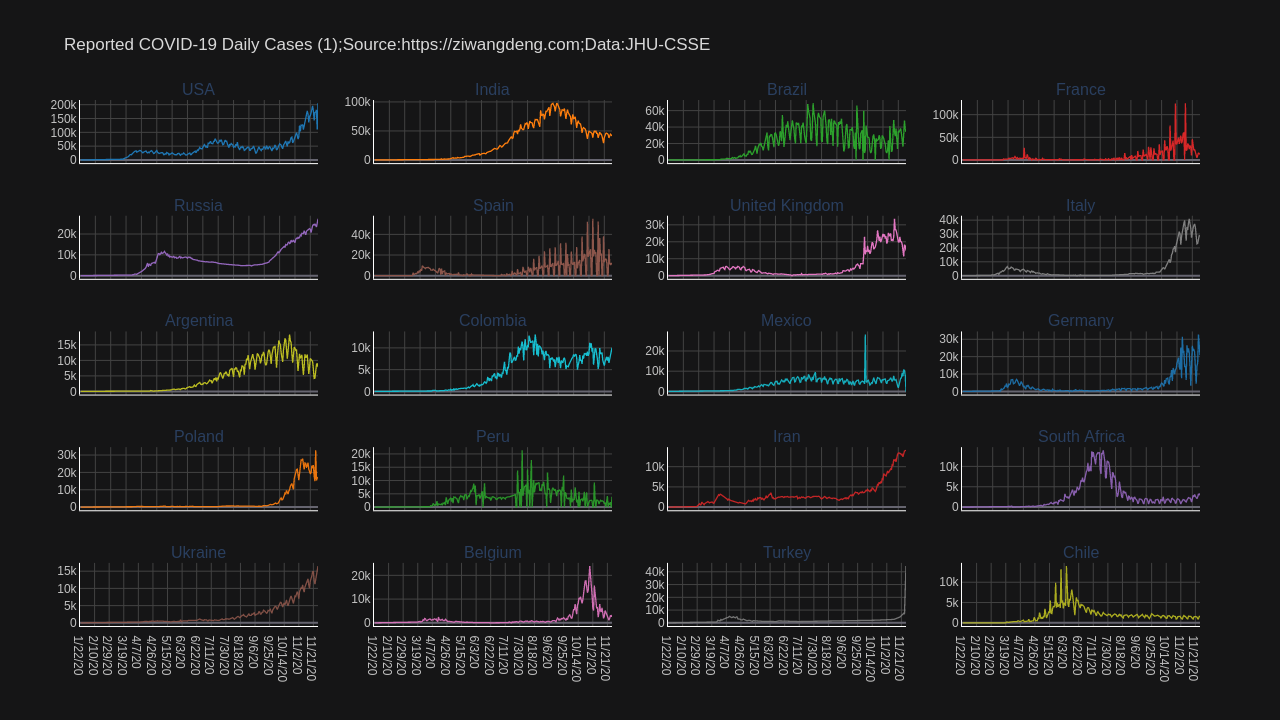 Reported COVID-19 Daily Cases (1);Source:https://ziwangdeng.com;Data:JHU-CSSE
USA
India
Brazil
France
200k
150k
100k
50k
0
100k
50k
0
60k
40k
20k
0
100k
50k
0
Russia
Spain
United Kingdom
Italy
20k
10k
0
40k
20k
0
30k
20k
10k
0
40k
30k
20k
10k
0
Argentina
Colombia
Mexico
Germany
15k
10k
5k
0
10k
5k
0
20k
10k
0
30k
20k
10k
0
Poland
Peru
Iran
South Africa
30k
20k
10k
0
20k
15k
10k
5k
0
10k
5k
0
10k
5k
0
Ukraine
Belgium
Turkey
Chile
15k
10k
5k
0
20k
10k
0
40k
30k
20k
10k
0
10k
5k
0
1/22/20
2/10/20
2/29/20
3/19/20
4/7/20
4/26/20
5/15/20
6/3/20
6/22/20
7/11/20
7/30/20
8/18/20
9/6/20
9/25/20
10/14/20
11/2/20
11/21/20
1/22/20
2/10/20
2/29/20
3/19/20
4/7/20
4/26/20
5/15/20
6/3/20
6/22/20
7/11/20
7/30/20
8/18/20
9/6/20
9/25/20
10/14/20
11/2/20
11/21/20
1/22/20
2/10/20
2/29/20
3/19/20
4/7/20
4/26/20
5/15/20
6/3/20
6/22/20
7/11/20
7/30/20
8/18/20
9/6/20
9/25/20
10/14/20
11/2/20
11/21/20
1/22/20
2/10/20
2/29/20
3/19/20
4/7/20
4/26/20
5/15/20
6/3/20
6/22/20
7/11/20
7/30/20
8/18/20
9/6/20
9/25/20
10/14/20
11/2/20
11/21/20